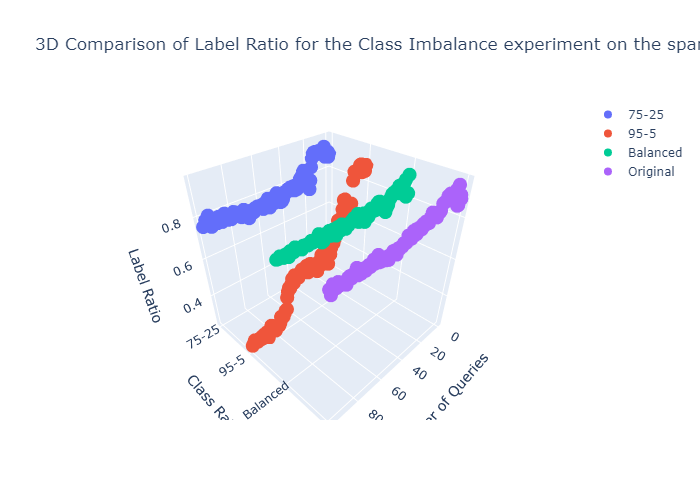 3D Comparison of Label Ratio for the Class Imbalance experiment on the
75-25
95-5
Balanced
Original
0.8
0.6
0.4
Label Ratio
75-25
95-5
Balanced
Class
0
20
40
60
80
of Queries